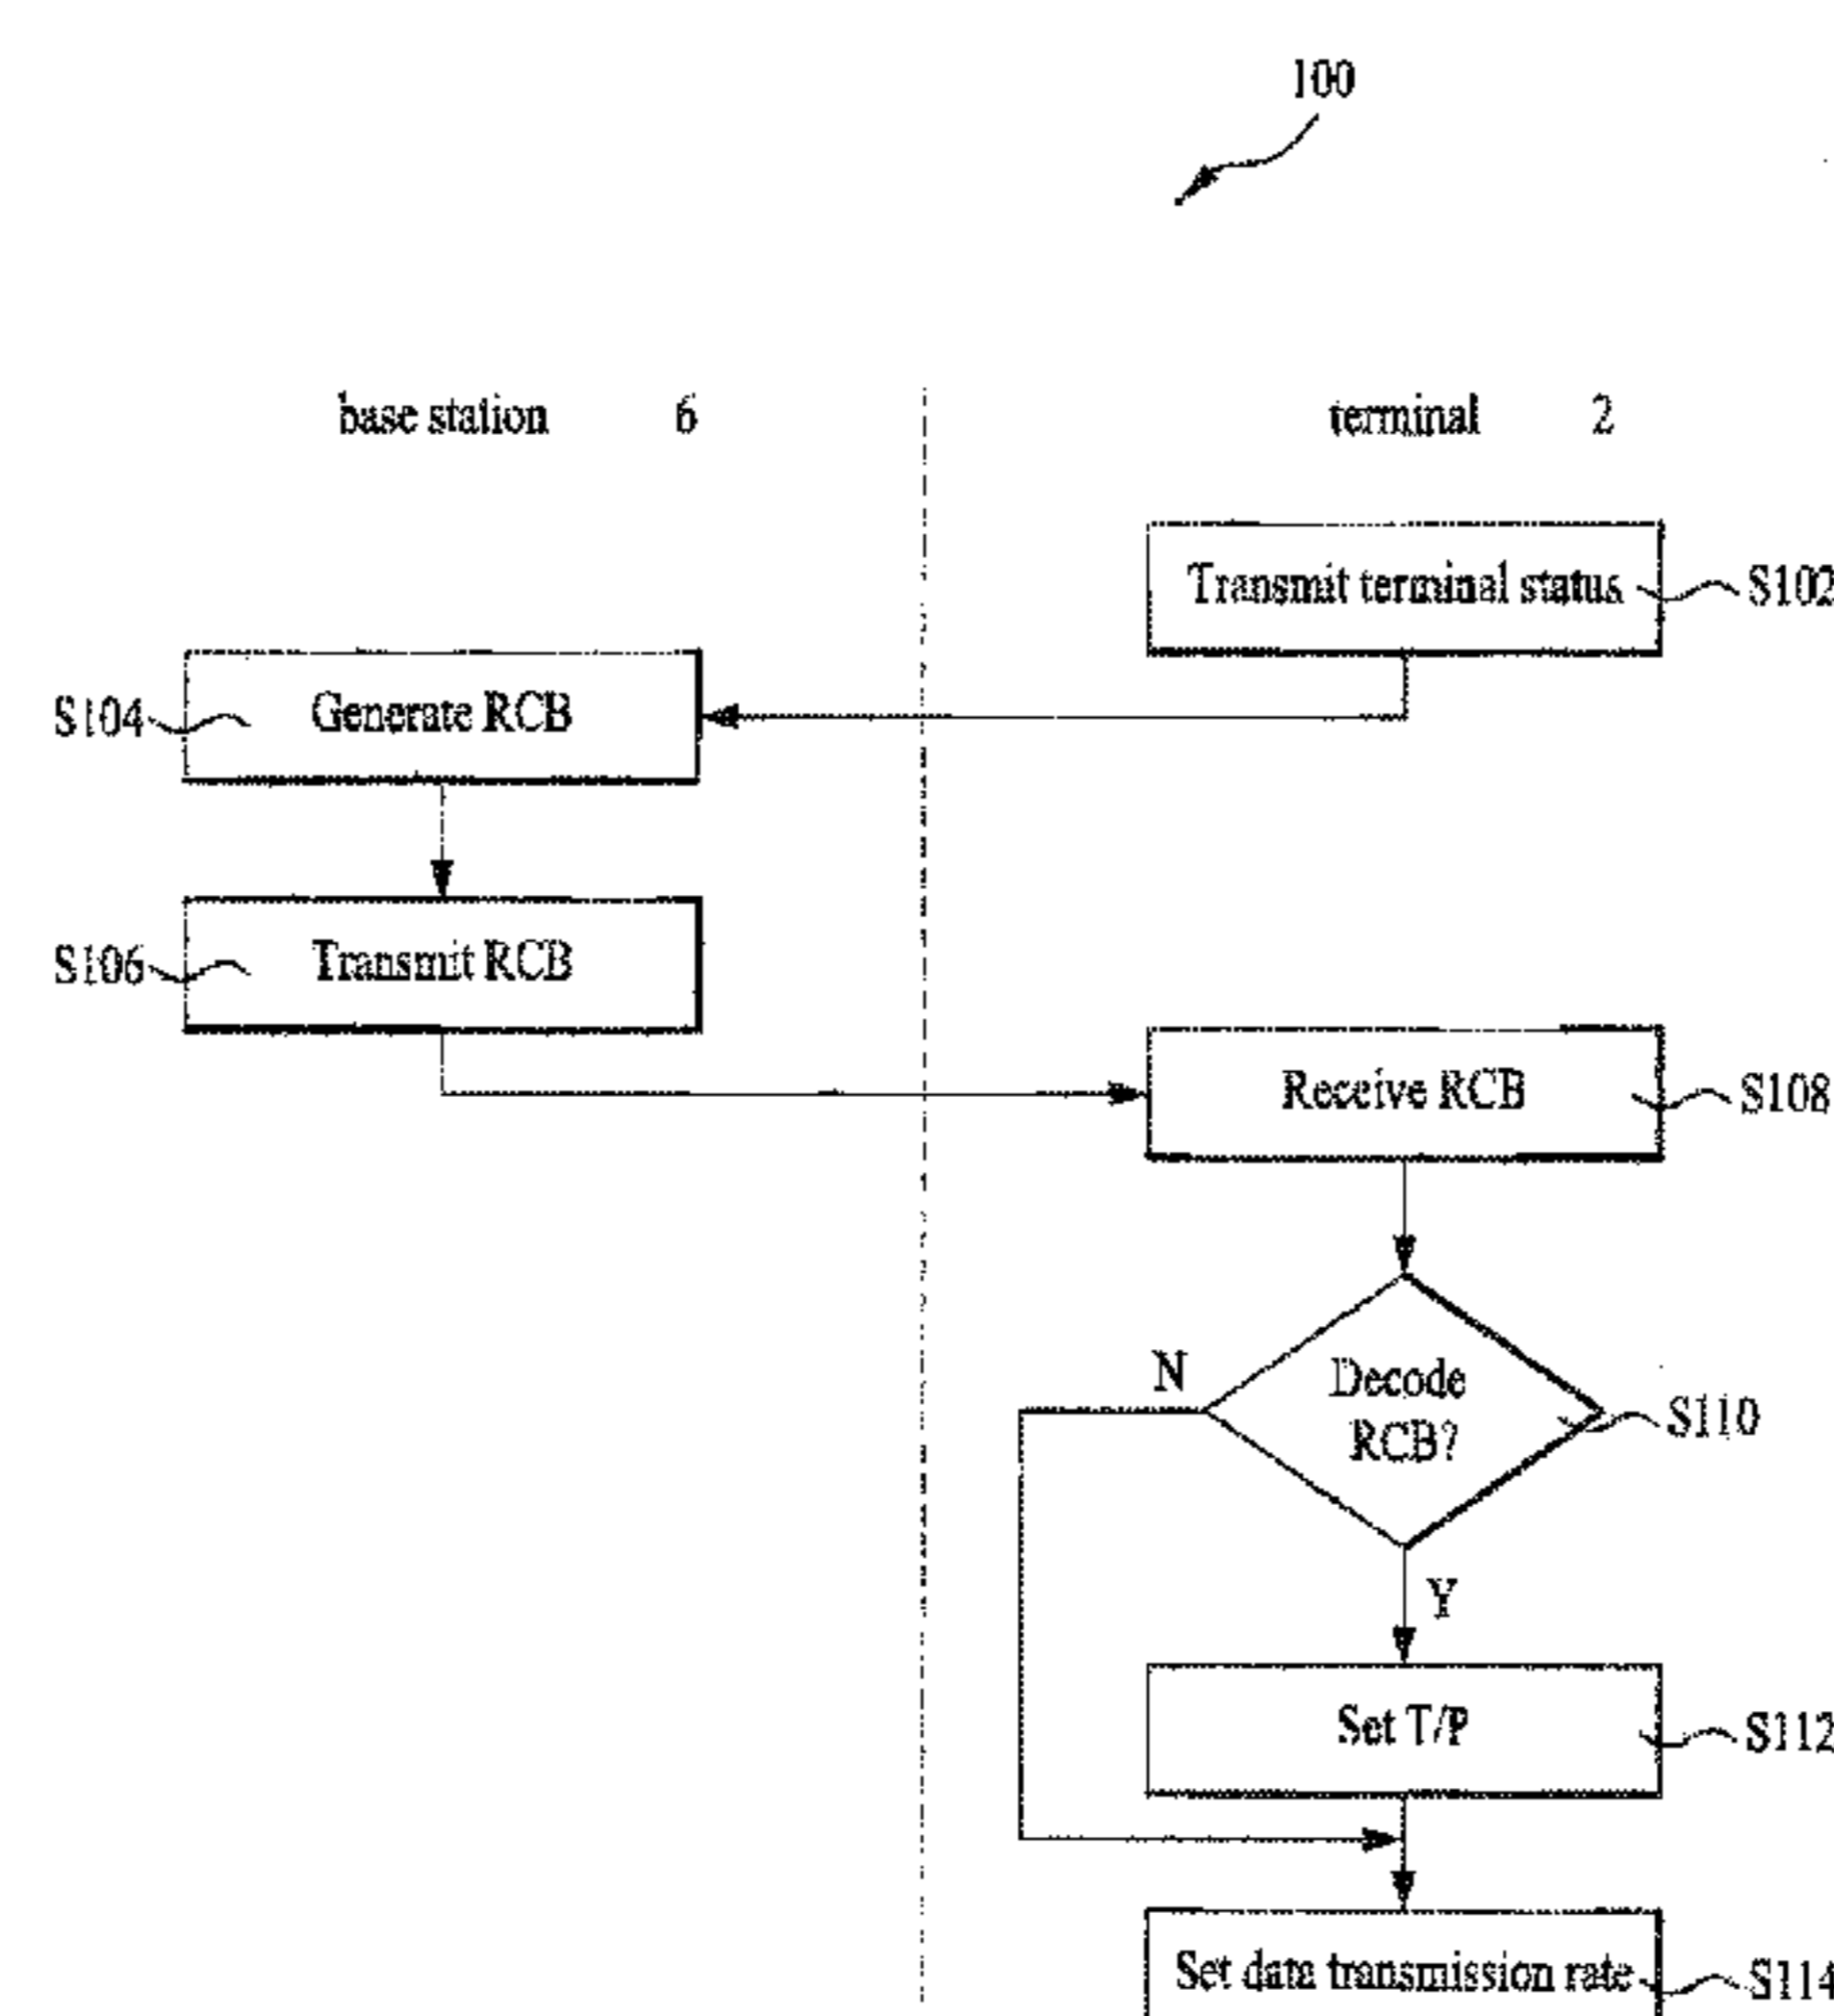 100
base station 6
terminal 2
Transmit terminal status
S102
S104
Generate RCB
S106
Transmit RCB
Receive RCB
S108
N
Decode
RCB?
S110
Y
Set T/P
S112
Set data transmission rate
S114